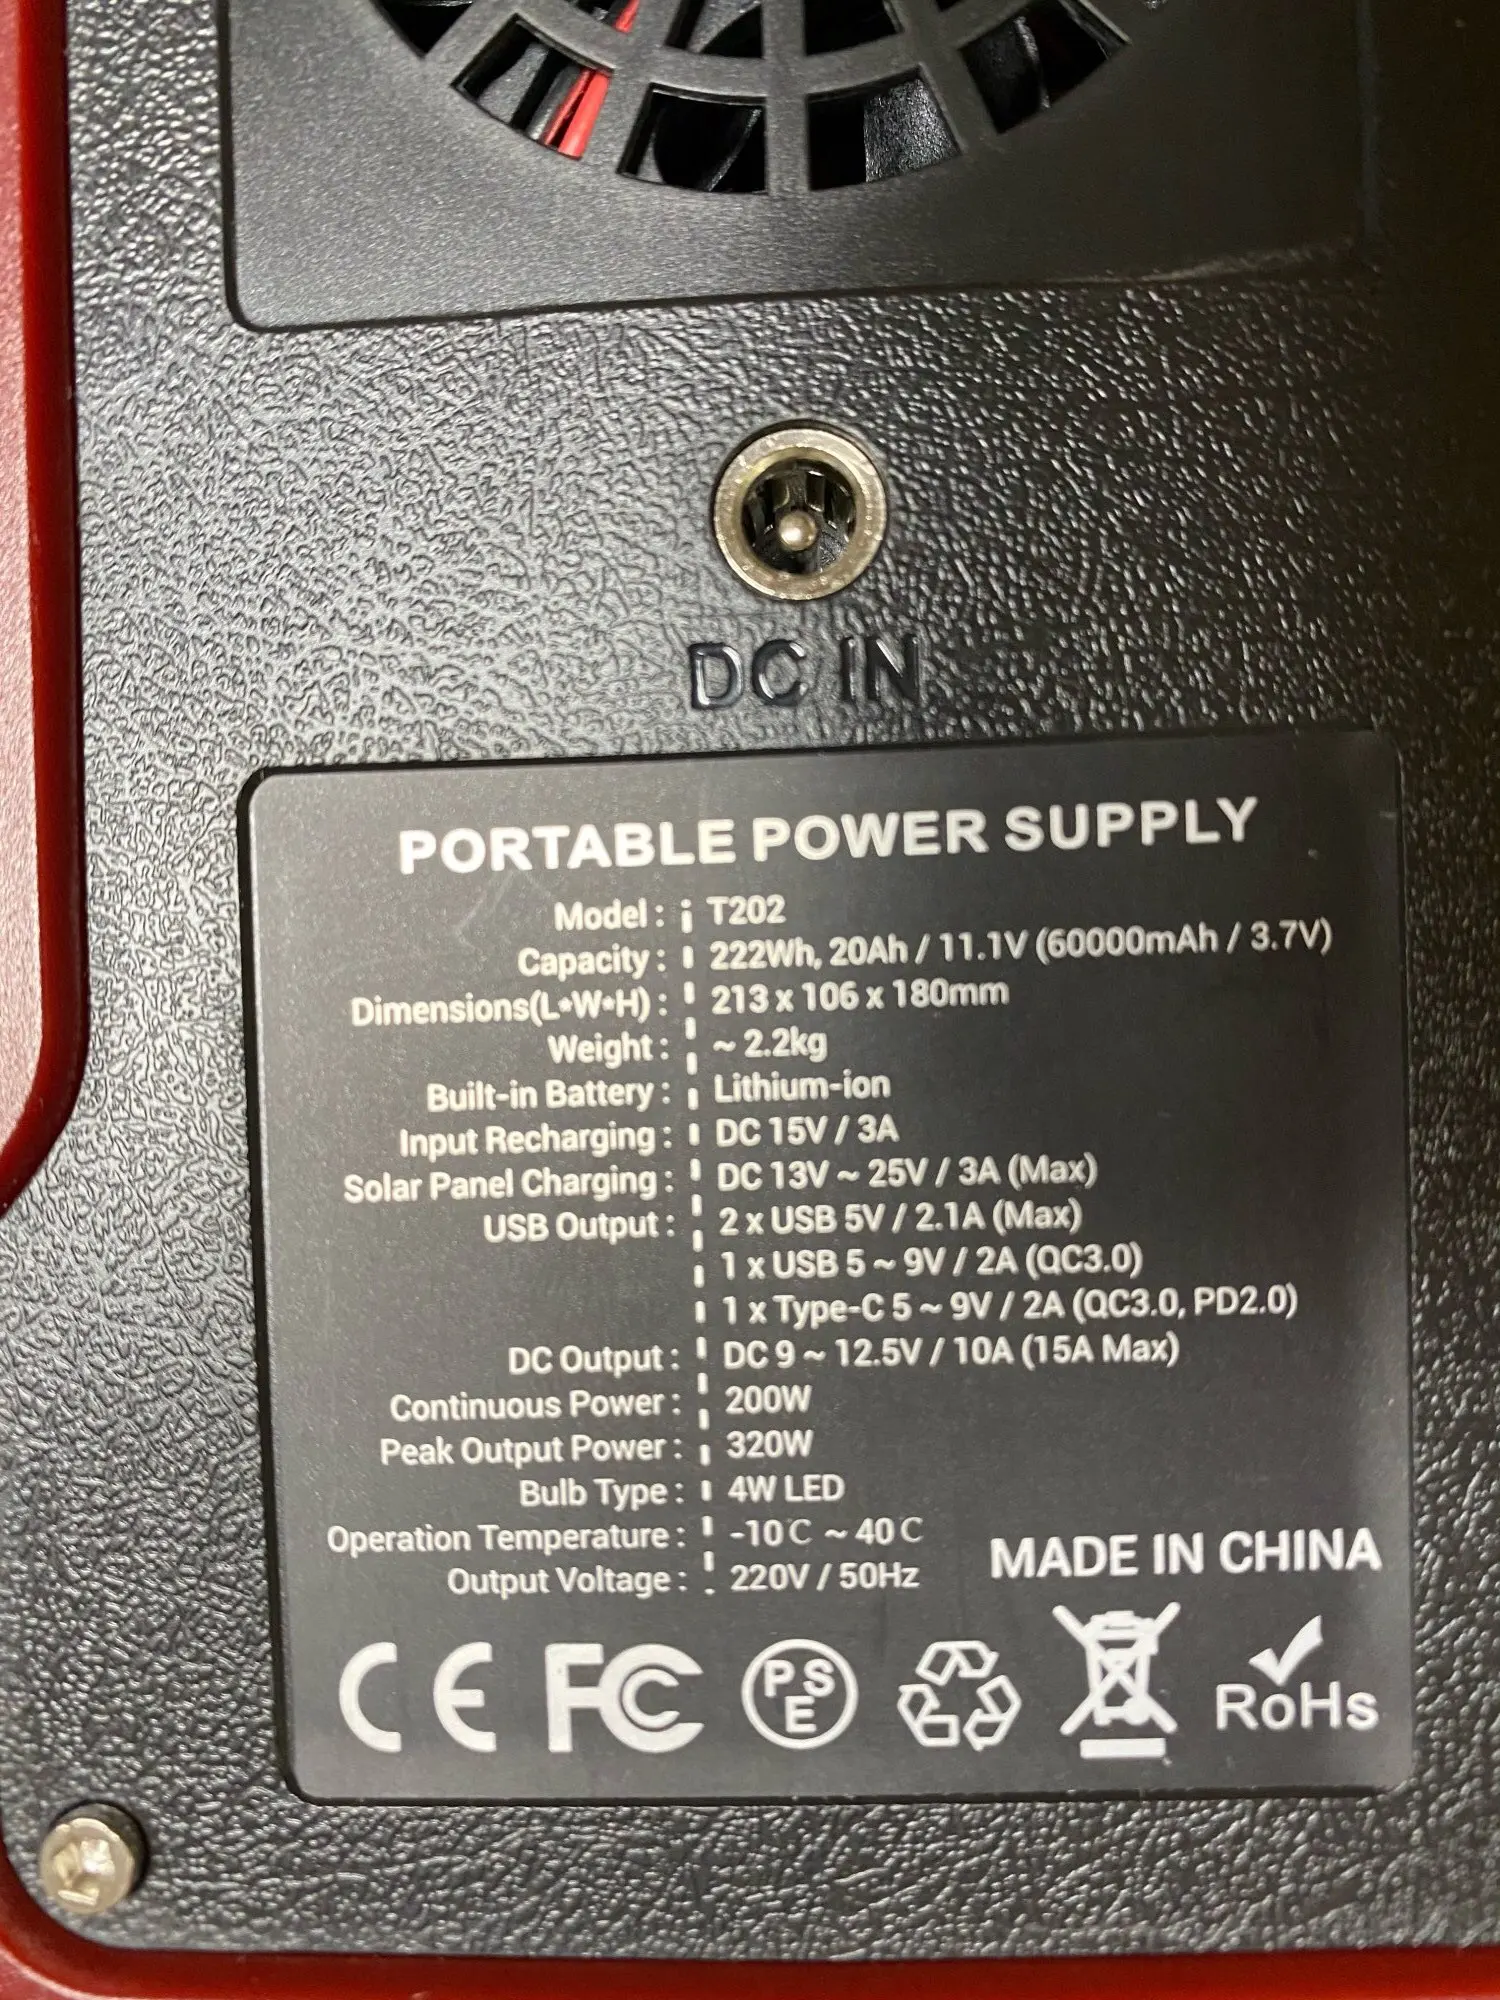 DC IN
PORTABLE POWER SUPPLY
Model : T202
Capacity : 222Wh, 20Ah / 11.1V (60000mAh / 3.7V)
Dimensions(L*W*H) : 213 x 106 x 180mm
Weight : ~ 2.2kg
Built-in Battery : Lithium-ion
Input Recharging : DC 15V / 3A
Solar Panel Charging : DC 13V ~ 25V / 3A (Max)
USB Output : 2 x USB 5V / 2.1A (Max)
1 x USB 5 ~ 9V / 2A (QC3.0)
1 x Type-C 5 ~ 9V / 2A (QC3.0, PD2.0)
DC Output : DC 9 ~ 12.5V / 10A (15A Max)
Continuous Power : 200W
Peak Output Power : 320W
Bulb Type : 4W LED
Operation Temperature : -10℃ ~ 40℃
Output Voltage : 220V / 50Hz
MADE IN CHINA
CE FC PSE RoHs